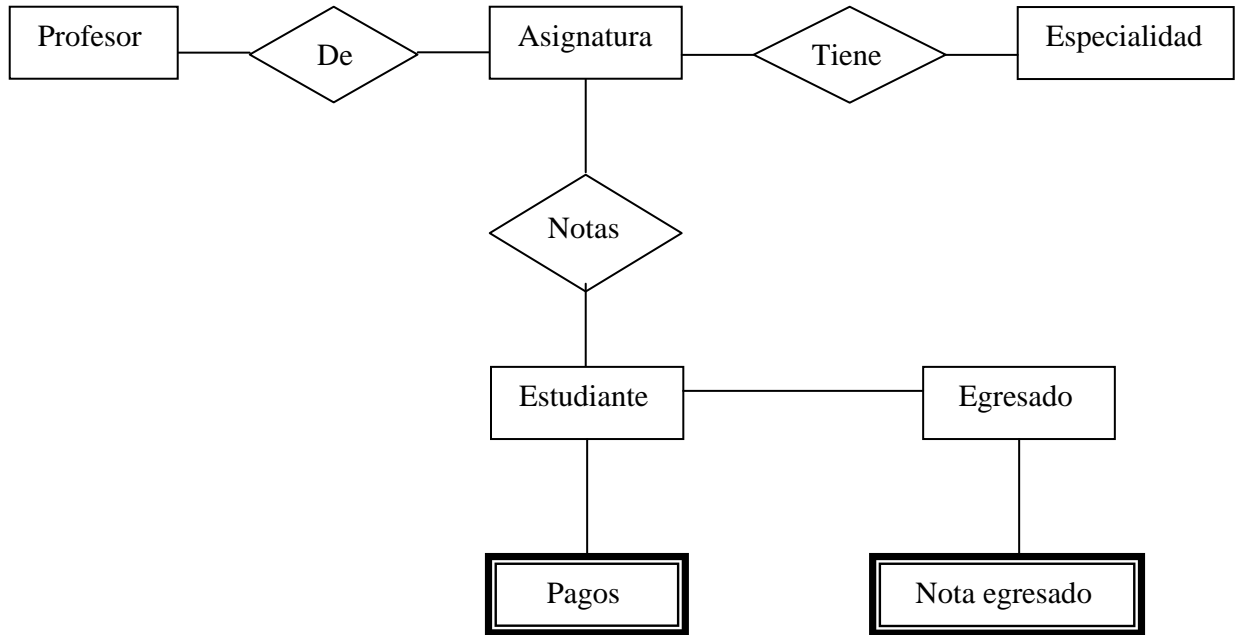 Profesor
De
Asignatura
Tiene
Especialidad
Notas
Estudiante
Egresado
Pagos
Nota egresado